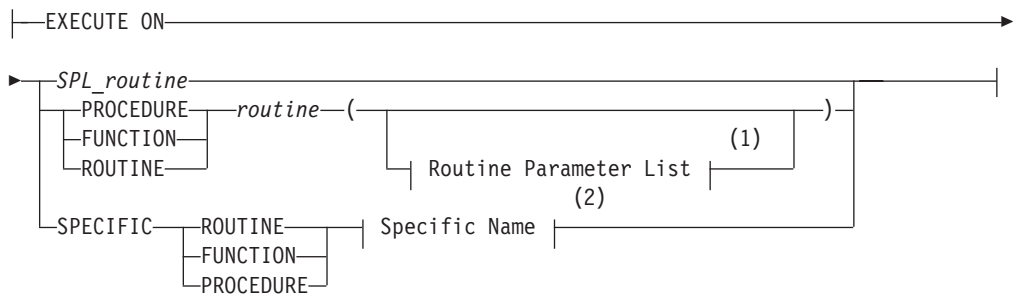 EXECUTE ON
SPL_routine
PROCEDURE routine ( )
FUNCTION (1)
ROUTINE Routine Parameter List
(2)
SPECIFIC ROUTINE Specific Name
FUNCTION
PROCEDURE